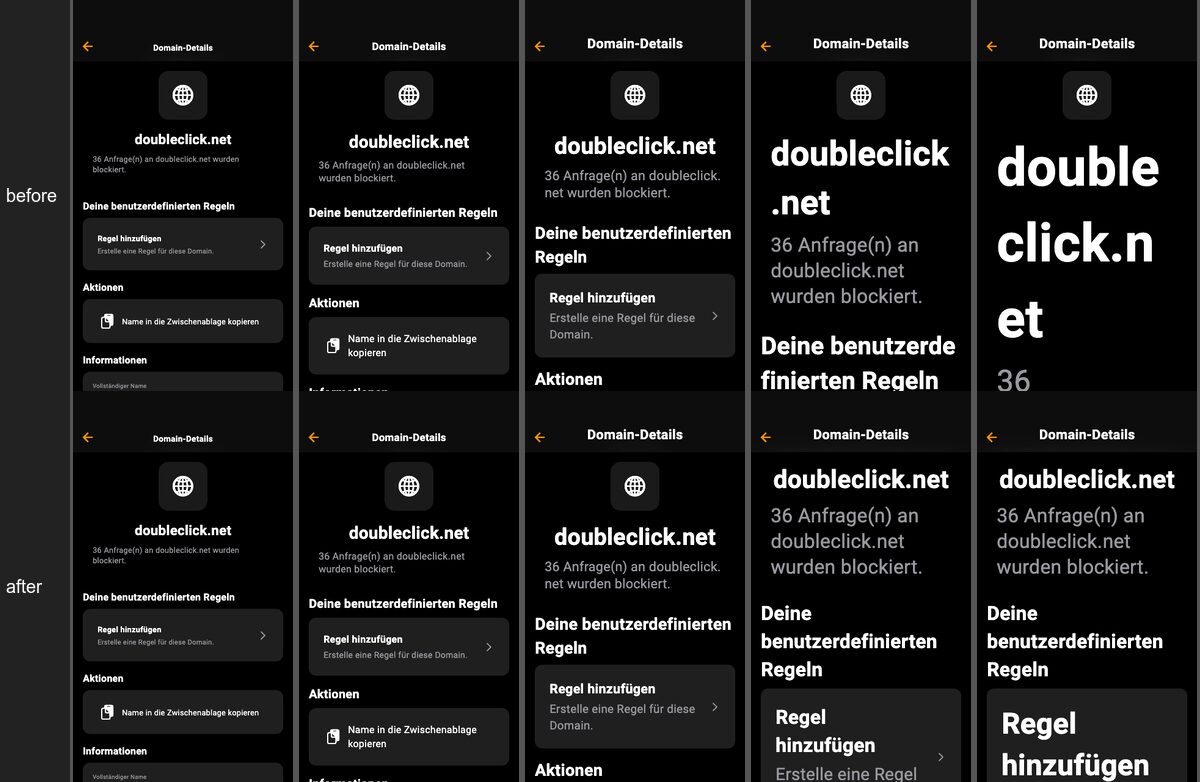 before
Domain-Details
doubleclick.net
36 Anfrage(n) an doubleclick.net wurden
blockiert.
Deine benutzerdefinierten Regeln
Regel hinzufügen
Erstelle eine Regel für diese Domain.
Aktionen
Name in die Zwischenablage kopieren
Informationen
Vollständiger Name
Domain-Details
doubleclick.net
36 Anfrage(n) an doubleclick.net
wurden blockiert.
Deine benutzerdefinierten Regeln
Regel hinzufügen
Erstelle eine Regel für diese Domain.
Aktionen
Name in die Zwischenablage
kopieren
Informationen
Domain-Details
doubleclick.net
36 Anfrage(n) an doubleclick.
net wurden blockiert.
Deine benutzerdefinierten
Regeln
Regel hinzufügen
Erstelle eine Regel für diese
Domain.
Aktionen
Domain-Details
doubleclick
.net
36 Anfrage(n) an
doubleclick.net
wurden blockiert.
Deine benutzerde
finierten Regeln
Domain-Details
double
click.n
et
36
after
Domain-Details
doubleclick.net
36 Anfrage(n) an doubleclick.net wurden
blockiert.
Deine benutzerdefinierten Regeln
Regel hinzufügen
Erstelle eine Regel für diese Domain.
Aktionen
Name in die Zwischenablage kopieren
Informationen
Vollständiger Name
Domain-Details
doubleclick.net
36 Anfrage(n) an doubleclick.net
wurden blockiert.
Deine benutzerdefinierten Regeln
Regel hinzufügen
Erstelle eine Regel für diese Domain.
Aktionen
Name in die Zwischenablage
kopieren
Domain-Details
doubleclick.net
36 Anfrage(n) an doubleclick.
net wurden blockiert.
Deine benutzerdefinierten
Regeln
Regel hinzufügen
Erstelle eine Regel für diese
Domain.
Aktionen
Domain-Details
doubleclick.net
36 Anfrage(n) an
doubleclick.net
wurden blockiert.
Deine
benutzerdefinierten
Regeln
Regel
hinzufügen
Erstelle eine Regel
Domain-Details
doubleclick.net
36 Anfrage(n) an
doubleclick.net
wurden blockiert.
Deine
benutzerdefinierten
Regeln
Regel
hinzufügen